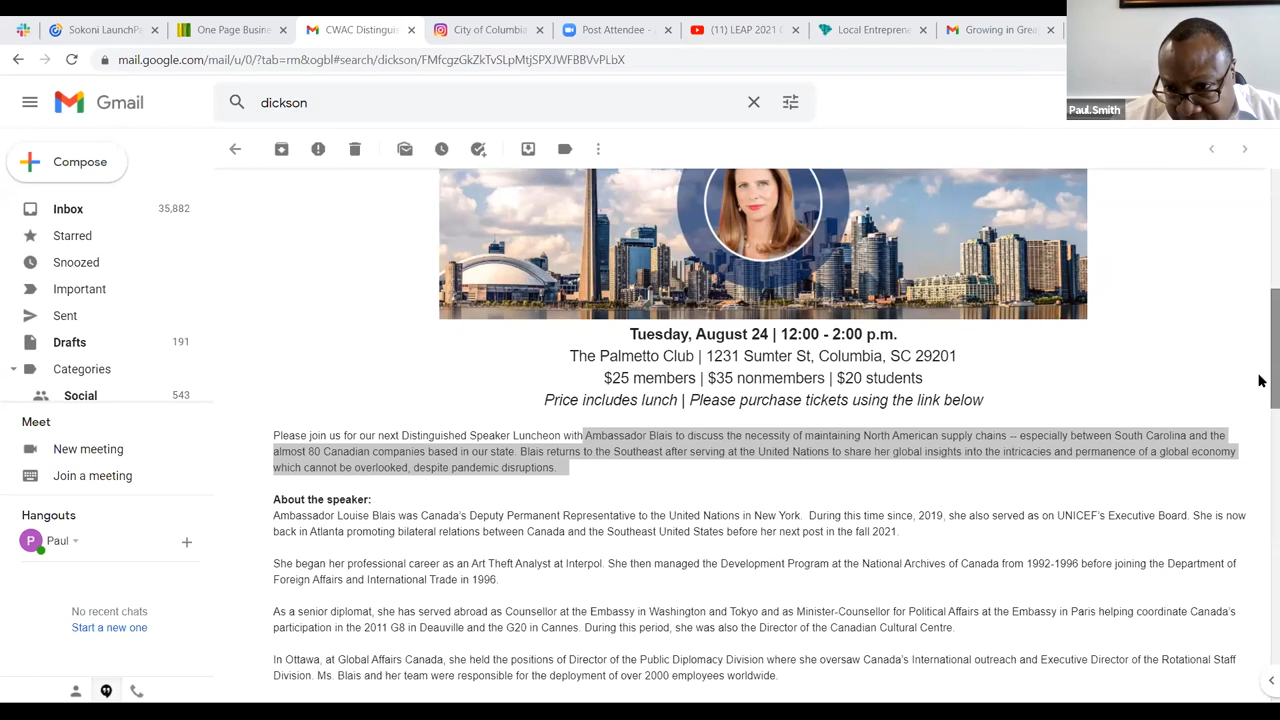 Sokoni LaunchPa
One Page Busine
CWAC Distinguis
City of Columbia
Post Attendee -
(11) LEAP 2021 C
Local Entreprene
Growing in Gree
mail.google.com/mail/u/0/?tab=rm&ogbl#search/dickson/FMfcgzGkZkTvSLpMtjSPXJWFBBVvPLbX
Paul.Smith
Gmail
dickson
Compose
Inbox 35,882
Starred
Snoozed
Important
Sent
Drafts 191
Categories
Social 543
Meet
New meeting
Join a meeting
Hangouts
P Paul
No recent chats
Start a new one
Tuesday, August 24 | 12:00 - 2:00 p.m.
The Palmetto Club | 1231 Sumter St, Columbia, SC 29201
$25 members | $35 nonmembers | $20 students
Price includes lunch | Please purchase tickets using the link below
Please join us for our next Distinguished Speaker Luncheon with Ambassador Blais to discuss the necessity of maintaining North American supply chains -- especially between South Carolina and the
almost 80 Canadian companies based in our state. Blais returns to the Southeast after serving at the United Nations to share her global insights into the intricacies and permanence of a global economy
which cannot be overlooked, despite pandemic disruptions.
About the speaker:
Ambassador Louise Blais was Canada's Deputy Permanent Representative to the United Nations in New York. During this time since, 2019, she also served as on UNICEF's Executive Board. She is now
back in Atlanta promoting bilateral relations between Canada and the Southeast United States before her next post in the fall 2021.
She began her professional career as an Art Theft Analyst at Interpol. She then managed the Development Program at the National Archives of Canada from 1992-1996 before joining the Department of
Foreign Affairs and International Trade in 1996.
As a senior diplomat, she has served abroad as Counsellor at the Embassy in Washington and Tokyo and as Minister-Counsellor for Political Affairs at the Embassy in Paris helping coordinate Canada's
participation in the 2011 G8 in Deauville and the G20 in Cannes. During this period, she was also the Director of the Canadian Cultural Centre.
In Ottawa, at Global Affairs Canada, she held the positions of Director of the Public Diplomacy Division where she oversaw Canada's International outreach and Executive Director of the Rotational Staff
Division. Ms. Blais and her team were responsible for the deployment of over 2000 employees worldwide.